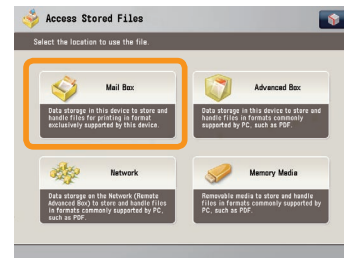 Access Stored Files
Select the location to use the file.
Mail Box
Data storage in this device to store and
handle files for printing in format
exclusively supported by this device.
Advanced Box
Data storage in this device to store and
handle files in formats commonly
supported by PC, such as PDF.
Network
Data storage on the Network (Remote
Advanced Box) to store and handle files
in formats commonly supported by PC,
such as PDF.
Memory Media
Removable media to store and handle
files in formats commonly supported by
PC, such as PDF.